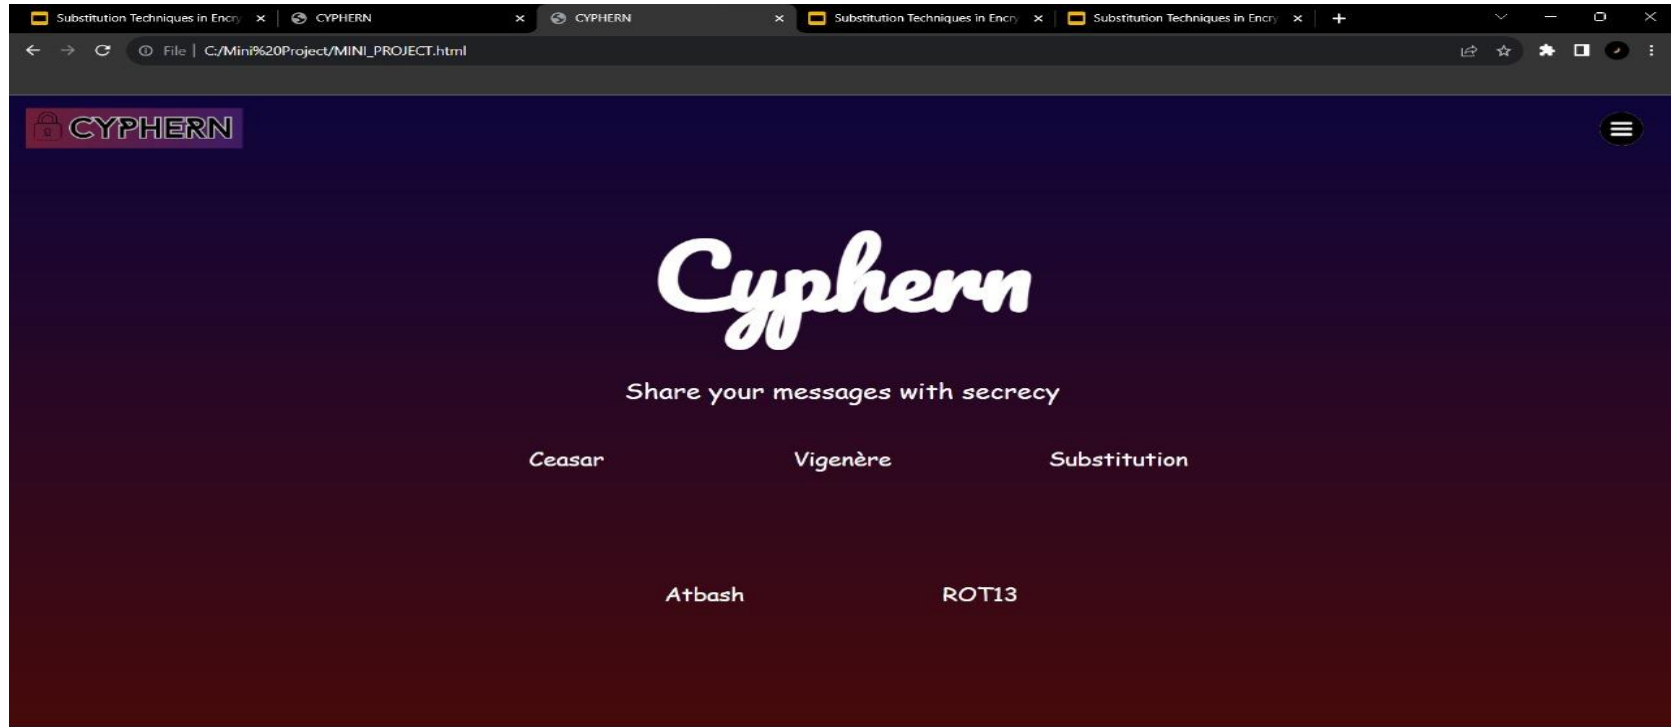 Substitution Techniques in Encry CYPHERN CYPHERN Substitution Techniques in Encry Substitution Techniques in Encry
File C:/Mini%20Project/MINI_PROJECT.html
CYPHERN
Cyphern
Share your messages with secrecy
Ceasar Vigenère Substitution
Atbash ROT13